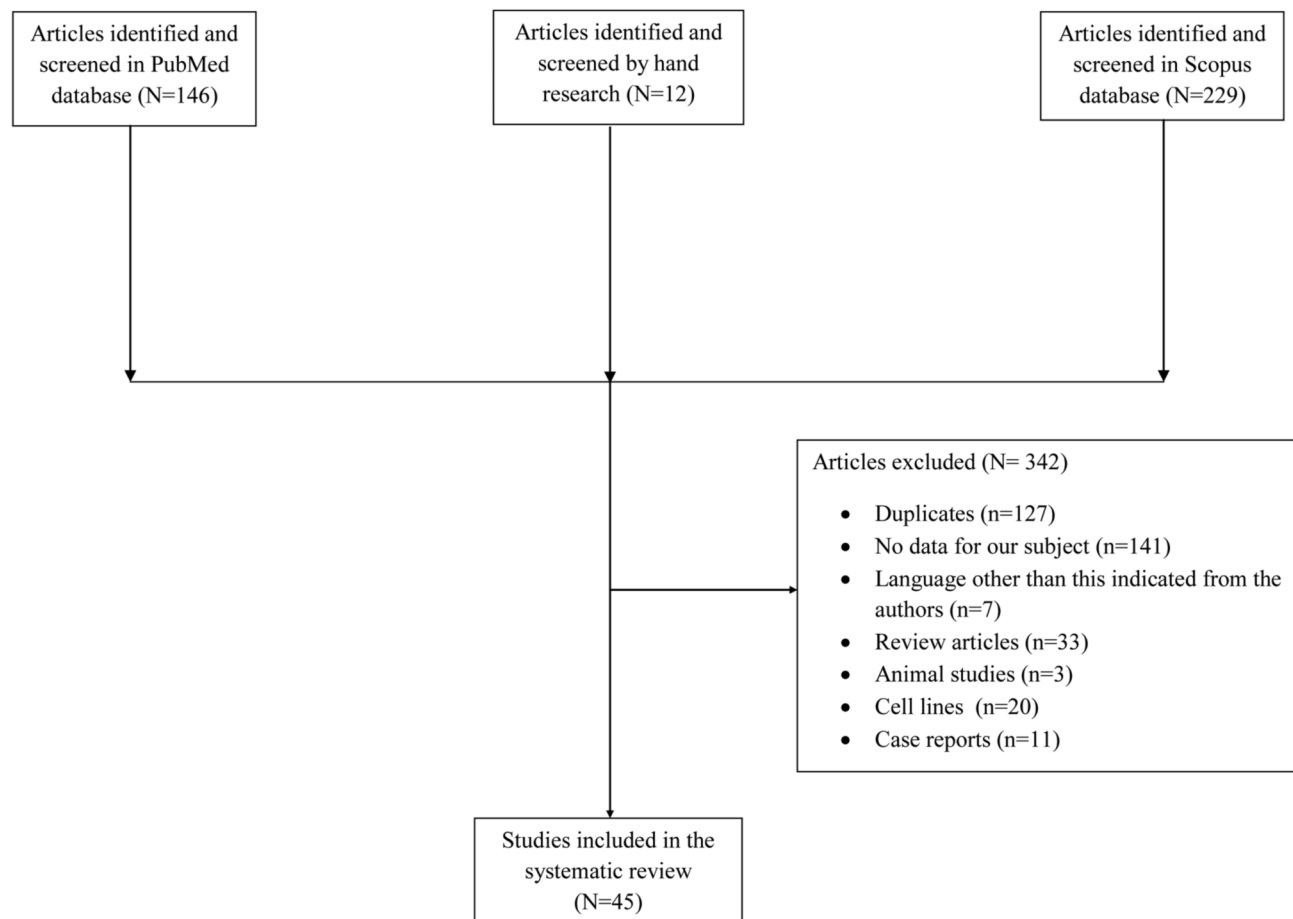 Articles identified and
screened in PubMed
database (N=146)
Articles identified and
screened by hand
research (N=12)
Articles identified and
screened in Scopus
database (N=229)
Articles excluded (N= 342)
• Duplicates (n=127)
• No data for our subject (n=141)
• Language other than this indicated from the
authors (n=7)
• Review articles (n=33)
• Animal studies (n=3)
• Cell lines (n=20)
• Case reports (n=11)
Studies included in the
systematic review
(N=45)